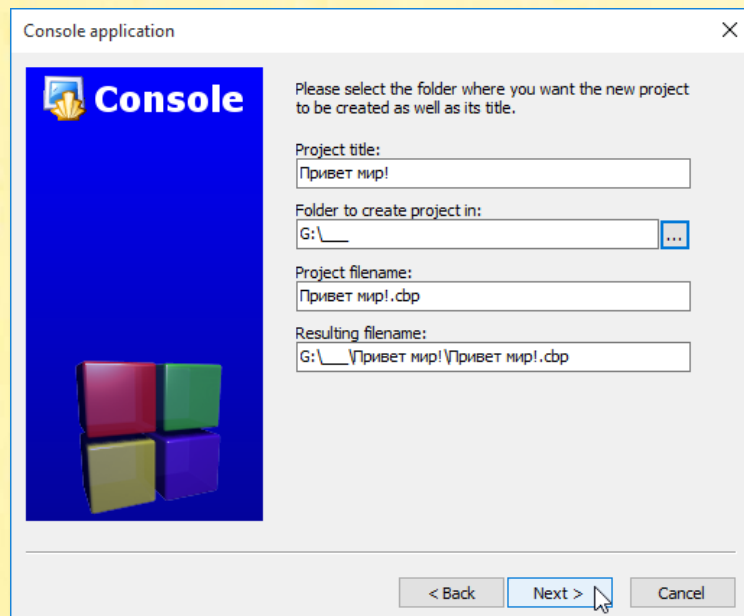 Console application
Console
Please select the folder where you want the new project
to be created as well as its title.
Project title:
Привет мир!
Folder to create project in:
G:\___
...
Project filename:
Привет мир!.cbp
Resulting filename:
G:\___\Привет мир!\Привет мир!.cbp
< Back
Next >
Cancel